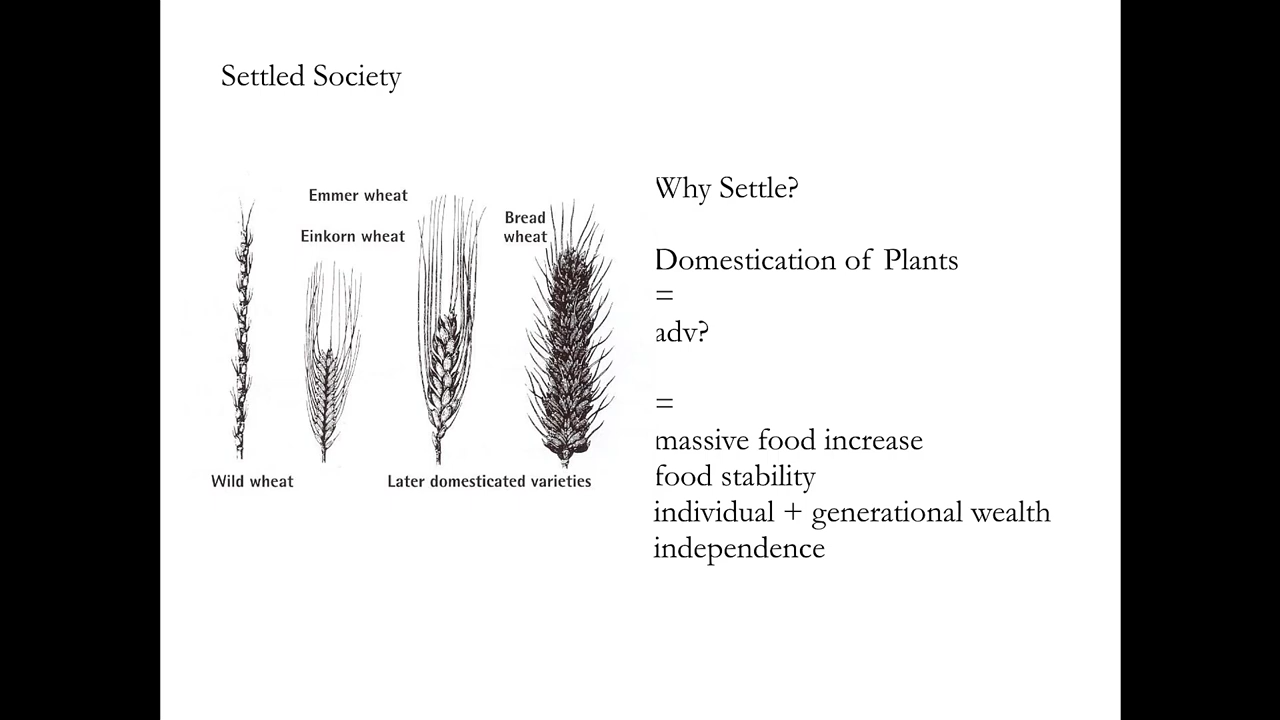 Settled Society
Emmer wheat
Einkorn wheat
Bread
wheat
Wild wheat
Later domesticated varieties
Why Settle?
Domestication of Plants
=
adv?
=
massive food increase
food stability
individual + generational wealth
independence